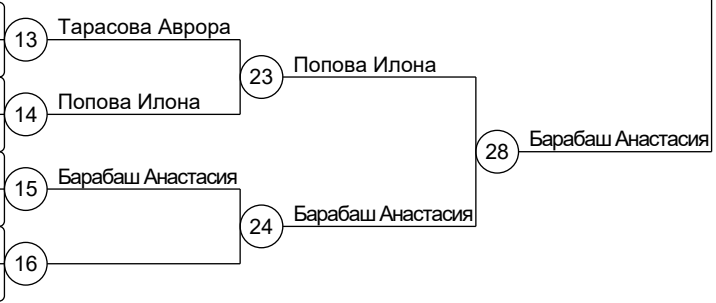 13 Тарасова Аврора
23 Попова Илона
14 Попова Илона
28 Барабаш Анастасия
15 Барабаш Анастасия
24 Барабаш Анастасия
16